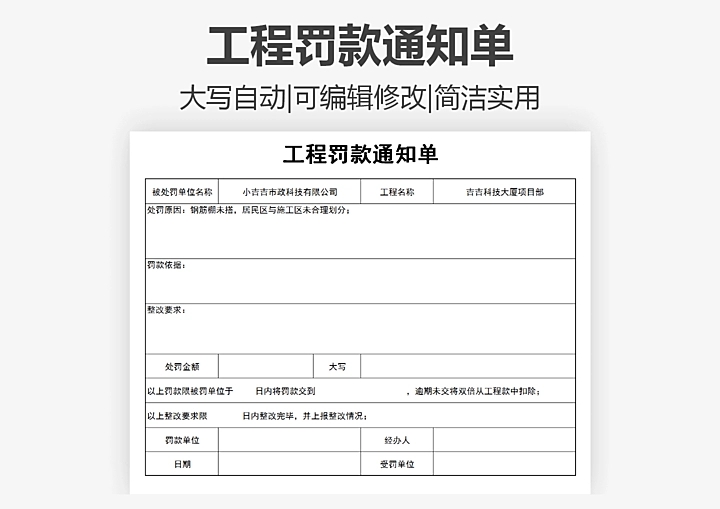 工程罚款通知单
大写自动|可编辑修改|简洁实用
工程罚款通知单
被处罚单位名称 小吉吉市政科技有限公司 工程名称 吉吉科技大厦项目部
处罚原因：钢筋棚未搭，居民区与施工区未合理划分；
罚款依据：
整改要求：
处罚金额 大写
以上罚款限被罚单位于 日内将罚款交到 ，逾期未交将双倍从工程款中扣除；
以上整改要求限 日内整改完毕，并上报整改情况；
罚款单位 经办人
日期 受罚单位